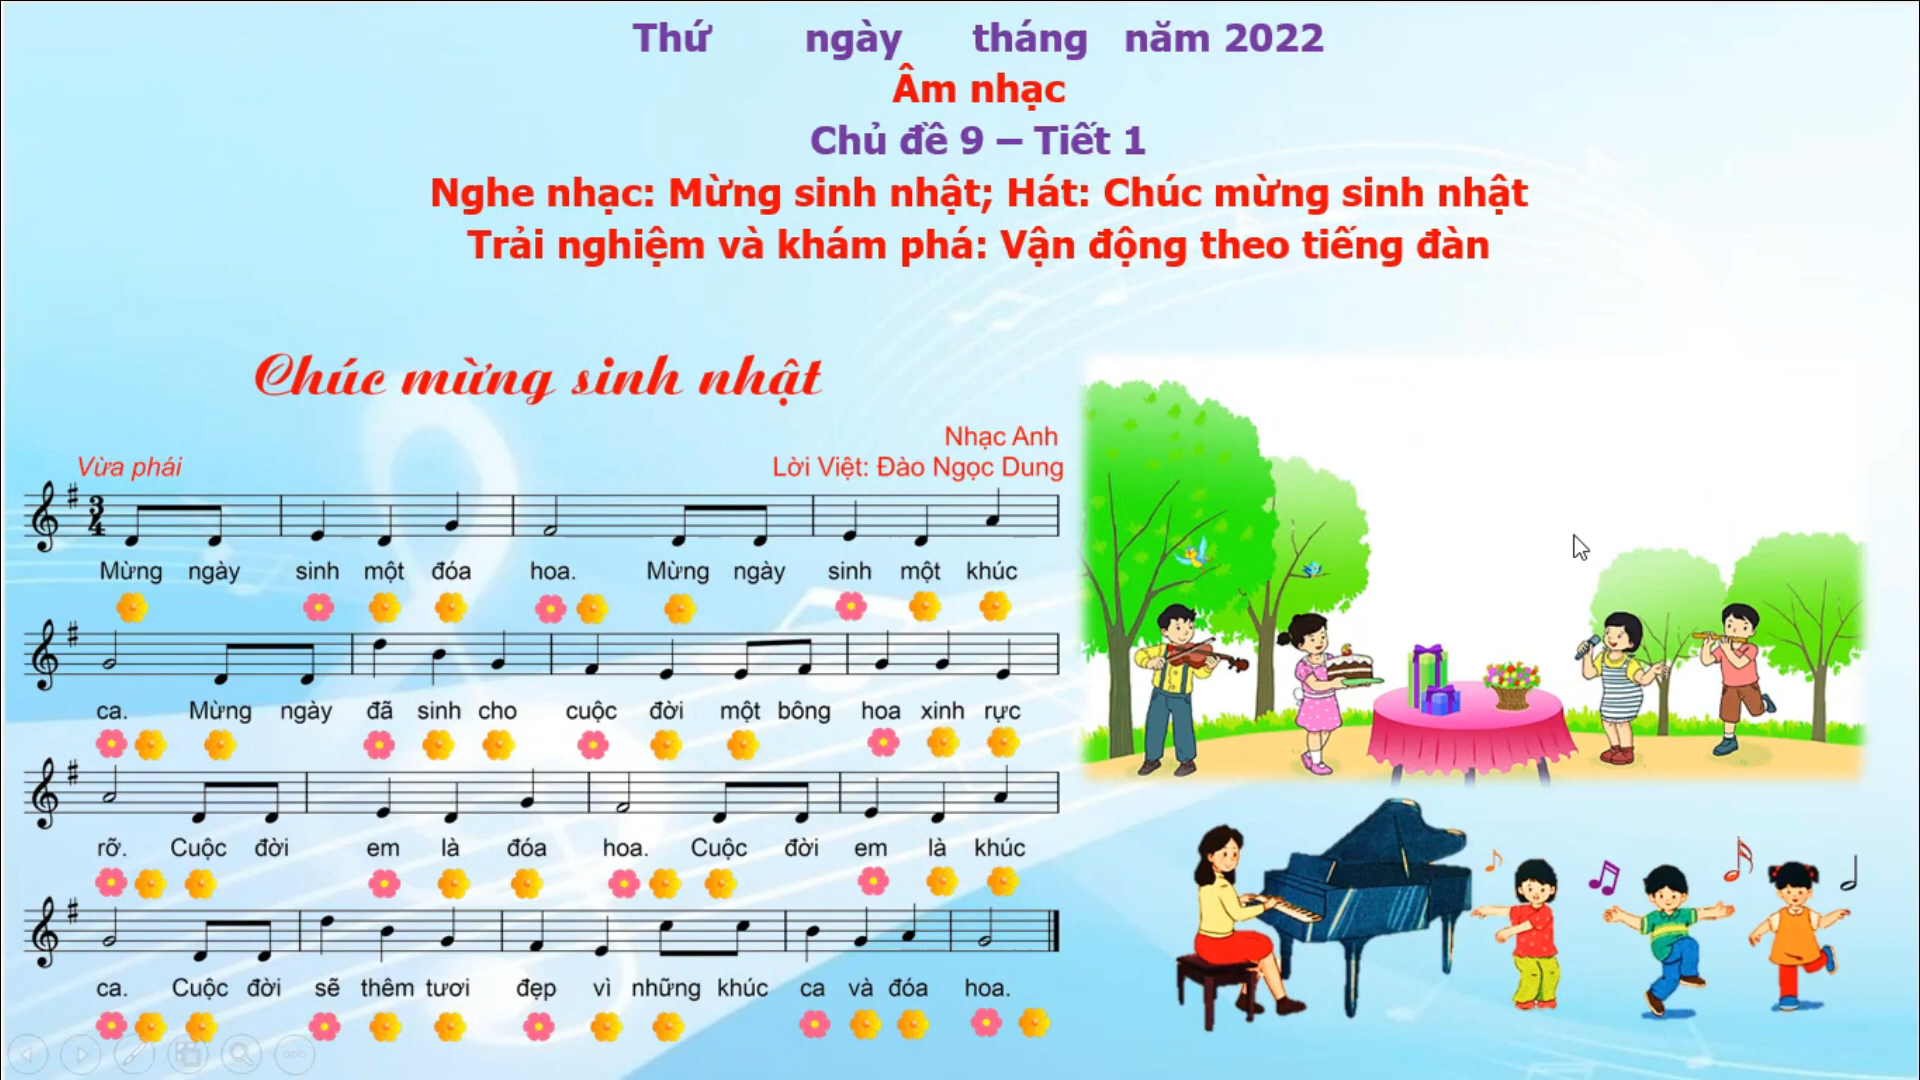 Thứ ngày tháng năm 2022
Âm nhạc
Chủ đề 9 – Tiết 1
Nghe nhạc: Mừng sinh nhật; Hát: Chúc mừng sinh nhật
Trải nghiệm và khám phá: Vận động theo tiếng đàn
Chúc mừng sinh nhật
Nhạc Anh
Vừa phải
Lời Việt: Đào Ngọc Dung
3
4
Mừng ngày sinh một đóa hoa. Mừng ngày sinh một khúc
ca. Mừng ngày đã sinh cho cuộc đời một bông hoa xinh rực
rỡ. Cuộc đời em là đóa hoa. Cuộc đời em là khúc
ca. Cuộc đời sẽ thêm tươi đẹp vì những khúc ca và đóa hoa.